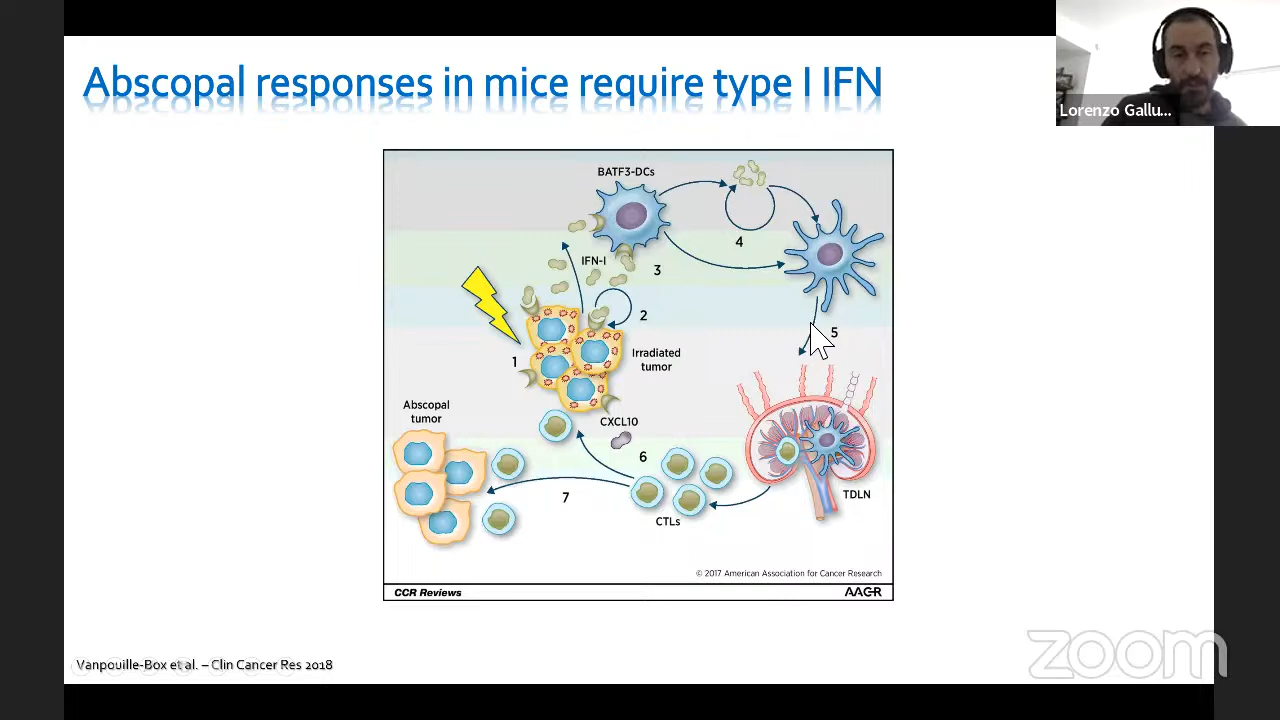 Abscopal responses in mice require type I IFN
Lorenzo Gallu...
BATF3-DCs
4
IFN-I
3
2
5
1
Irradiated
tumor
Abscopal
tumor
CXCL10
6
7
TDLN
CTLs
© 2017 American Association for Cancer Research
CCR Reviews
AACR
zoom
Vanpouille-Box et al. – Clin Cancer Res 2018